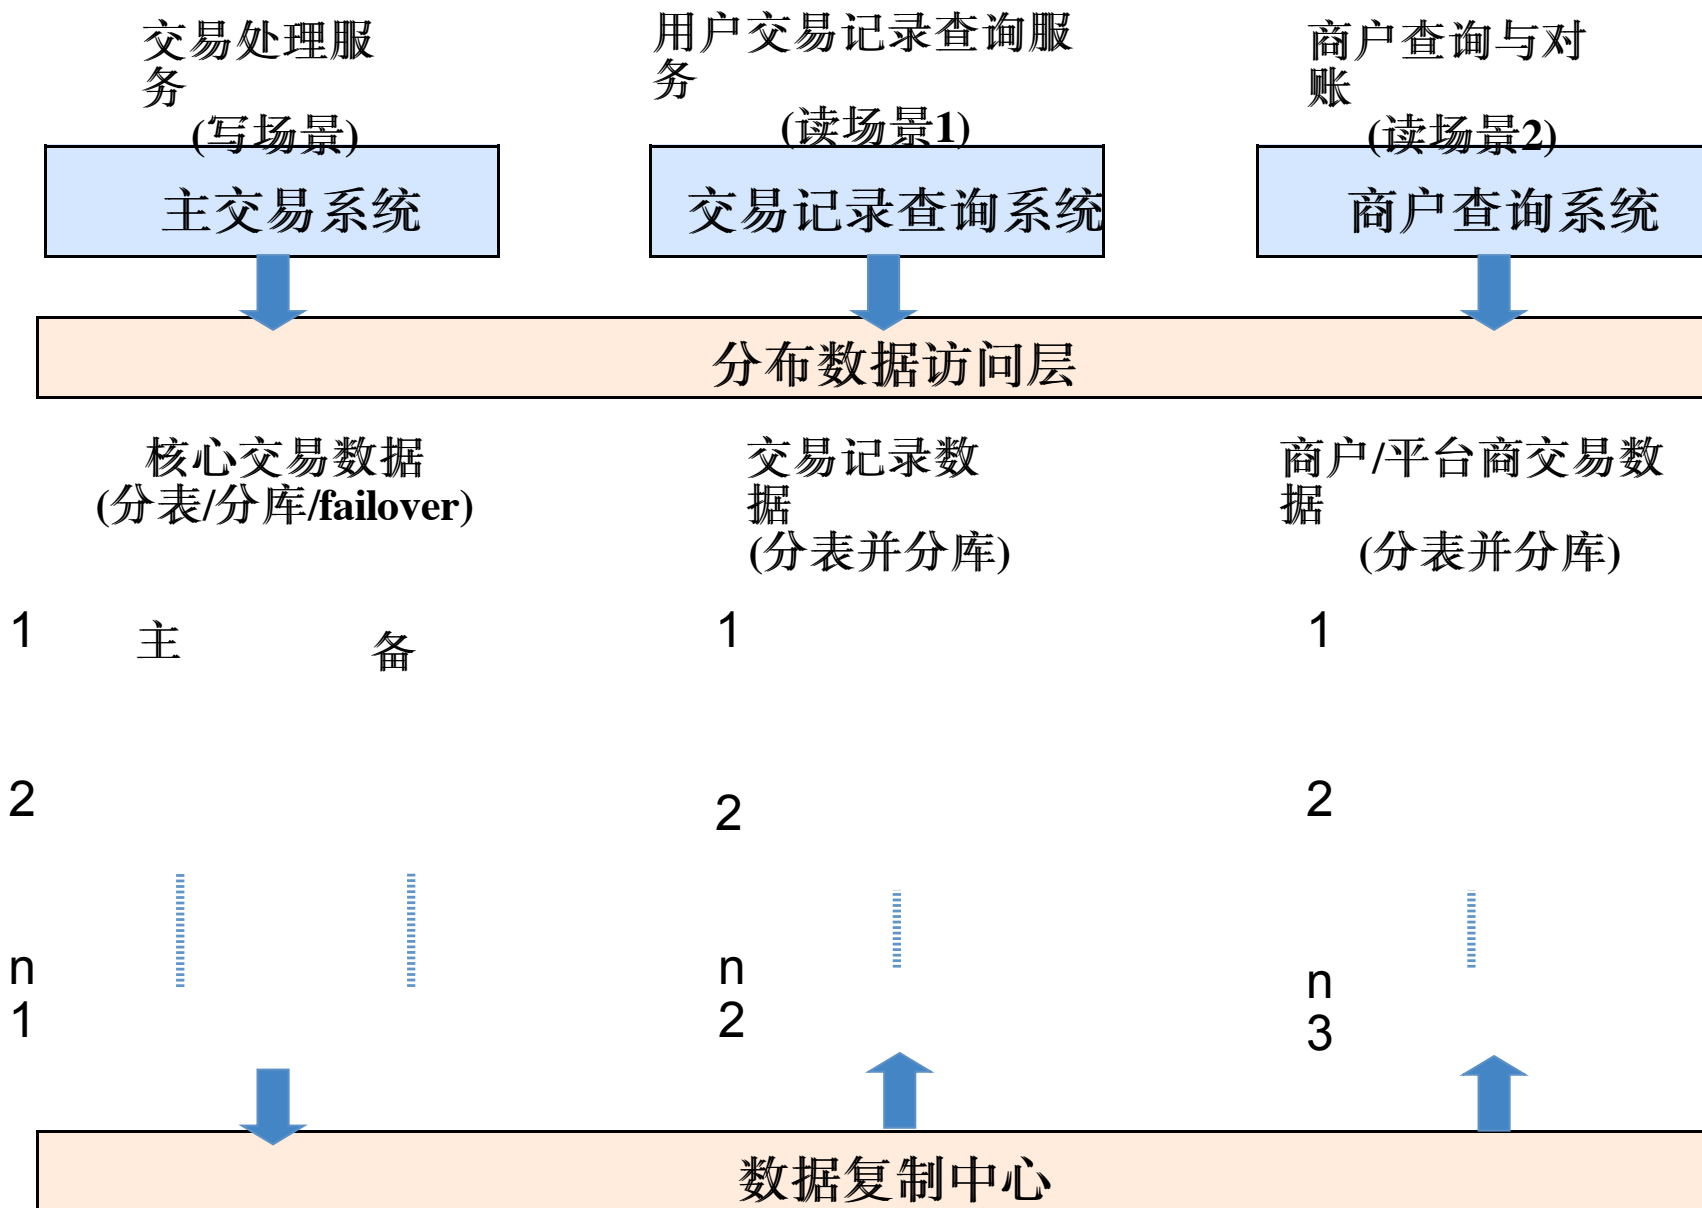 交易处理服
务
(写场景)
用户交易记录查询服
务
(读场景1)
商户查询与对
账
(读场景2)
主交易系统
交易记录查询系统
商户查询系统
分布数据访问层
核心交易数据
(分表/分库/failover)
交易记录数
据
(分表并分库)
商户/平台商交易数
据
(分表并分库)
1
主
备
1
1
2
2
2
n
1
n
2
n
3
数据复制中心